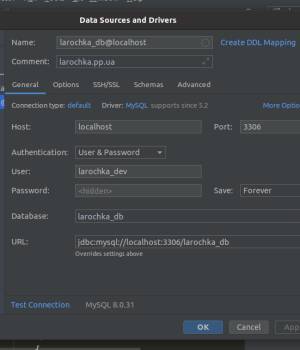 Data Sources and Drivers
Name: larochka_db@localhost Create DDL Mapping
Comment: larochka.pp.ua
General Options SSH/SSL Schemas Advanced
Connection type: default Driver: MySQL supports since 5.2 More Optio
Host: localhost Port: 3306
Authentication: User & Password
User: larochka_dev
Password: <hidden> Save: Forever
Database: larochka_db
URL: jdbc:mysql://localhost:3306/larochka_db
Overrides settings above
Test Connection MySQL 8.0.31
OK Cancel App